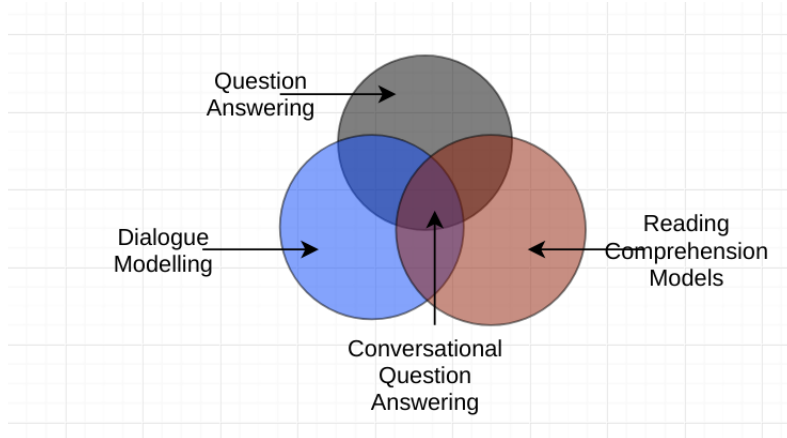 Question
Answering
Dialogue
Modelling
Reading
Comprehension
Models
Conversational
Question
Answering